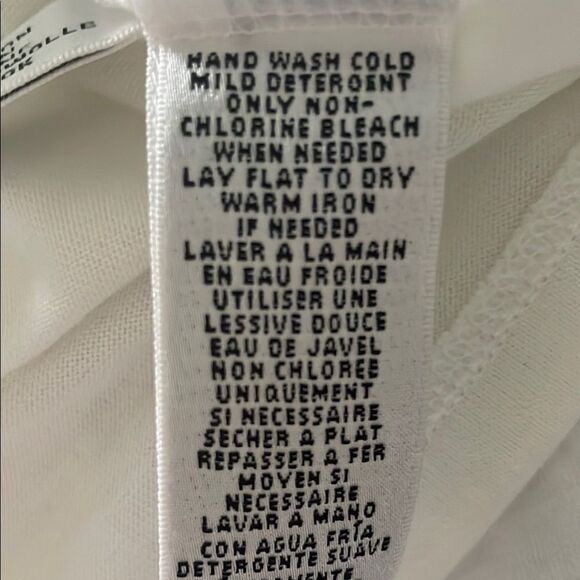 WOLLE
HAND WASH COLD
MILD DETERGENT
ONLY NON-
CHLORINE BLEACH
WHEN NEEDED
LAY FLAT TO DRY
WARM IRON
IF NEEDED
LAVER A LA MAIN
EN EAU FROIDE
UTILISER UNE
LESSIVE DOUCE
EAU DE JAVEL
NON CHLOREE
UNIQUEMENT
SI NECESSAIRE
SECHER A PLAT
REPASSER A FER
MOYEN SI
NECESSAIRE
LAVAR A MANO
CON AGUA FRIA
DETERGENTE SUAVE